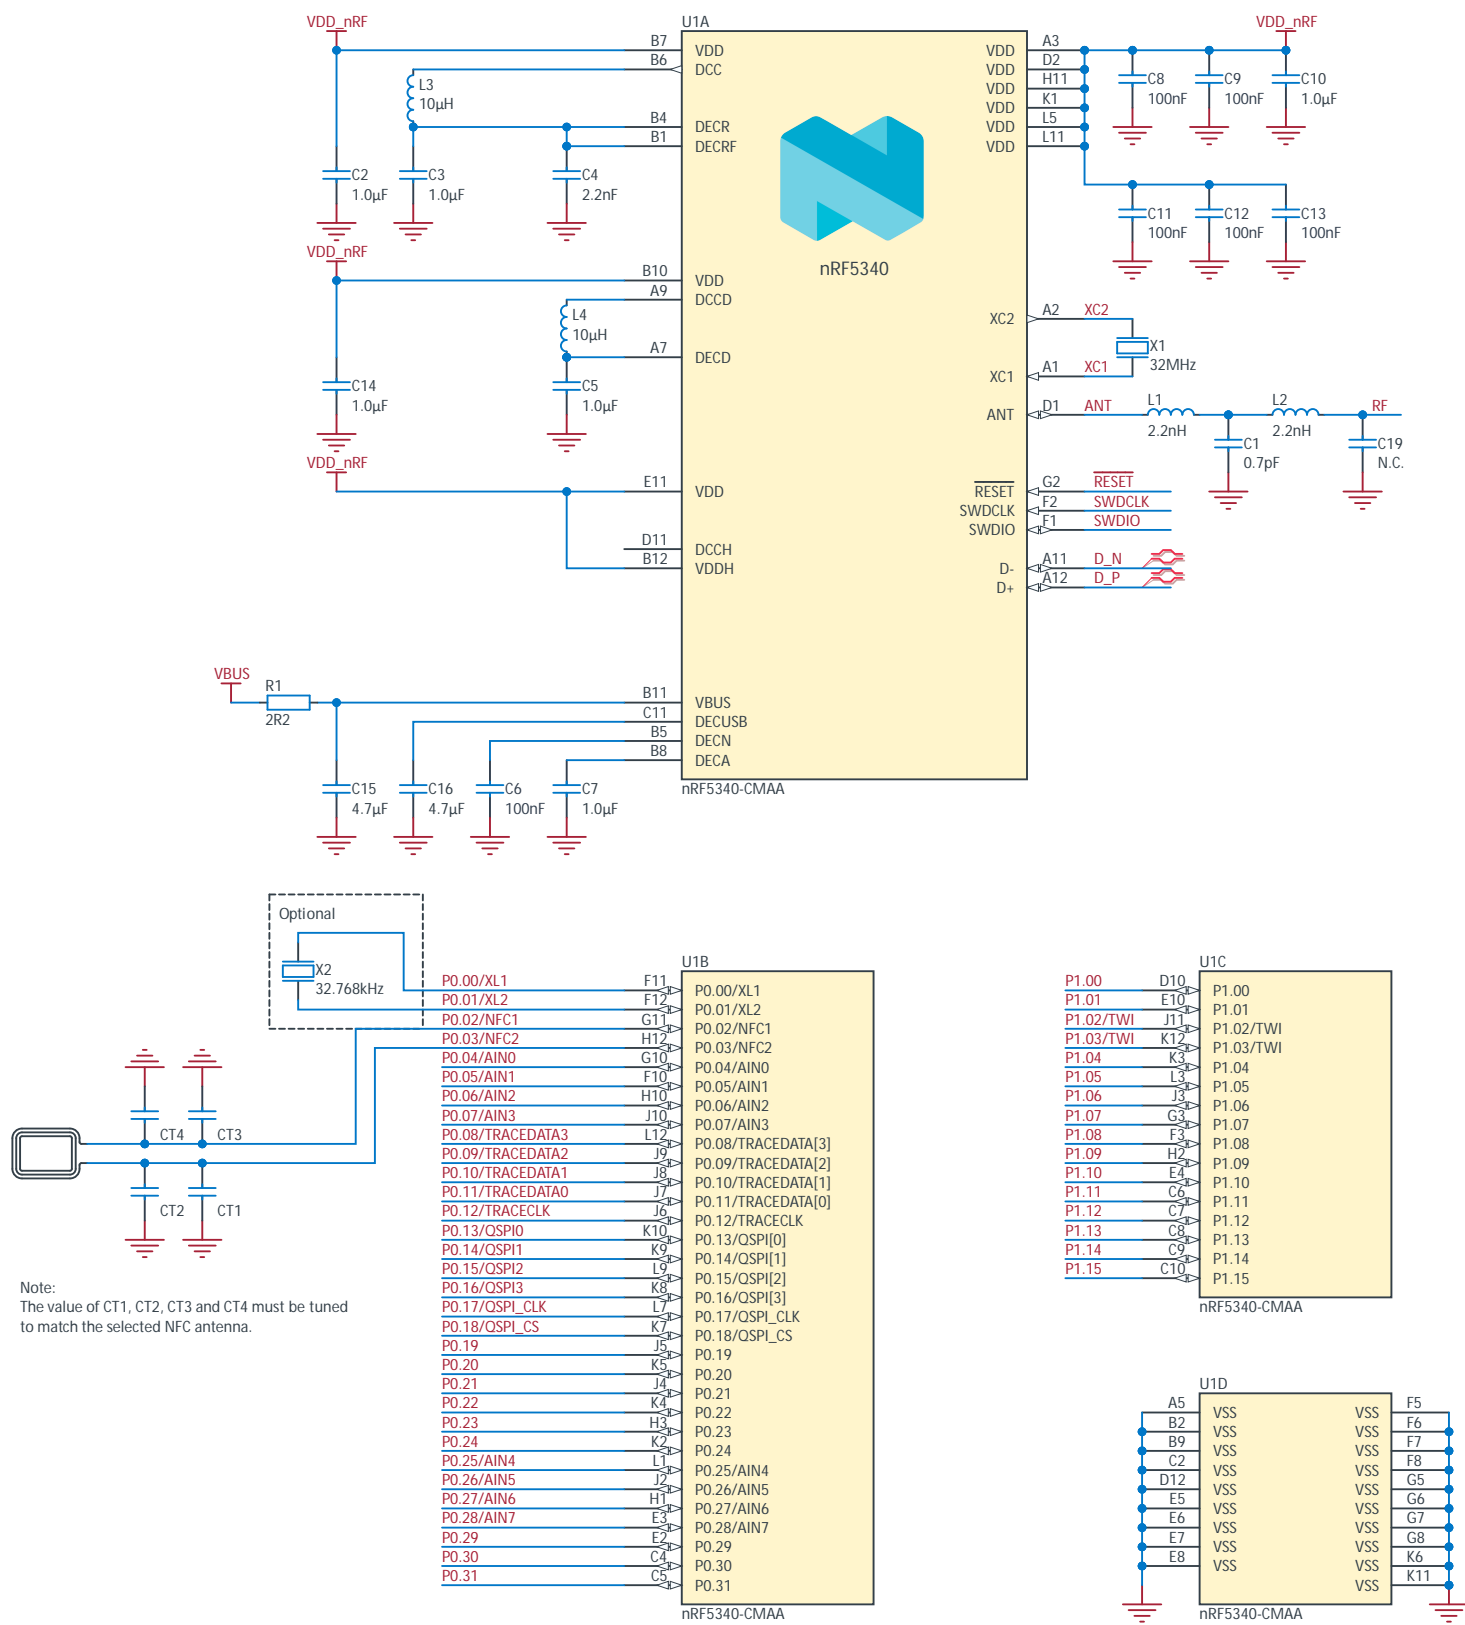 U1A
VDD_nRF
B7
VDD
B6
DCC
L3
10µH
B4
DECR
B1
DECRF
C2
1.0µF
C3
1.0µF
C4
2.2nF
VDD_nRF
B10
VDD
A9
DCCD
L4
10µH
A7
DECD
C14
1.0µF
C5
1.0µF
VDD_nRF
E11
VDD
D11
DCCH
B12
VDDH
VBUS
R1
2R2
B11
VBUS
C11
DECUSB
B5
DECN
B8
DECA
C15
4.7µF
C16
4.7µF
C6
100nF
C7
1.0µF
nRF5340
nRF5340-CMAA
VDD_nRF
VDD
A3
VDD
D2
VDD
H11
VDD
K1
VDD
L5
VDD
L11
C8
100nF
C9
100nF
C10
1.0µF
C11
100nF
C12
100nF
C13
100nF
XC2
A2
XC2
X1
32MHz
XC1
A1
XC1
ANT
D1
ANT
L1
2.2nH
C1
0.7pF
L2
2.2nH
RF
C19
N.C.
RESET
G2
RESET
SWDCLK
F2
SWDCLK
SWDIO
F1
SWDIO
D-
A11
D_N
D+
A12
D_P
Optional
X2
32.768kHz
CT4
CT3
CT2
CT1
Note:
The value of CT1, CT2, CT3 and CT4 must be tuned
to match the selected NFC antenna.
U1B
P0.00/XL1 F11 P0.00/XL1
P0.01/XL2 F12 P0.01/XL2
P0.02/NFC1 G11 P0.02/NFC1
P0.03/NFC2 H12 P0.03/NFC2
P0.04/AIN0 G10 P0.04/AIN0
P0.05/AIN1 F10 P0.05/AIN1
P0.06/AIN2 H10 P0.06/AIN2
P0.07/AIN3 J10 P0.07/AIN3
P0.08/TRACEDATA3 L12 P0.08/TRACEDATA[3]
P0.09/TRACEDATA2 J9 P0.09/TRACEDATA[2]
P0.10/TRACEDATA1 J8 P0.10/TRACEDATA[1]
P0.11/TRACEDATA0 J7 P0.11/TRACEDATA[0]
P0.12/TRACECLK J6 P0.12/TRACECLK
P0.13/QSPI0 K10 P0.13/QSPI[0]
P0.14/QSPI1 K9 P0.14/QSPI[1]
P0.15/QSPI2 L9 P0.15/QSPI[2]
P0.16/QSPI3 K8 P0.16/QSPI[3]
P0.17/QSPI_CLK L7 P0.17/QSPI_CLK
P0.18/QSPI_CS K7 P0.18/QSPI_CS
P0.19 J5 P0.19
P0.20 K5 P0.20
P0.21 J4 P0.21
P0.22 K4 P0.22
P0.23 H3 P0.23
P0.24 K2 P0.24
P0.25/AIN4 L1 P0.25/AIN4
P0.26/AIN5 J2 P0.26/AIN5
P0.27/AIN6 H1 P0.27/AIN6
P0.28/AIN7 E3 P0.28/AIN7
P0.29 E2 P0.29
P0.30 C4 P0.30
P0.31 C5 P0.31
nRF5340-CMAA
U1C
P1.00 D10 P1.00
P1.01 E10 P1.01
P1.02/TWI J11 P1.02/TWI
P1.03/TWI K12 P1.03/TWI
P1.04 K3 P1.04
P1.05 L3 P1.05
P1.06 J3 P1.06
P1.07 G3 P1.07
P1.08 F3 P1.08
P1.09 H2 P1.09
P1.10 E4 P1.10
P1.11 C6 P1.11
P1.12 C7 P1.12
P1.13 C8 P1.13
P1.14 C9 P1.14
P1.15 C10 P1.15
nRF5340-CMAA
U1D
A5 VSS VSS F5
B2 VSS VSS F6
B9 VSS VSS F7
C2 VSS VSS F8
D12 VSS VSS G5
E5 VSS VSS G6
E6 VSS VSS G7
E7 VSS VSS G8
E8 VSS VSS K6
VSS K11
nRF5340-CMAA